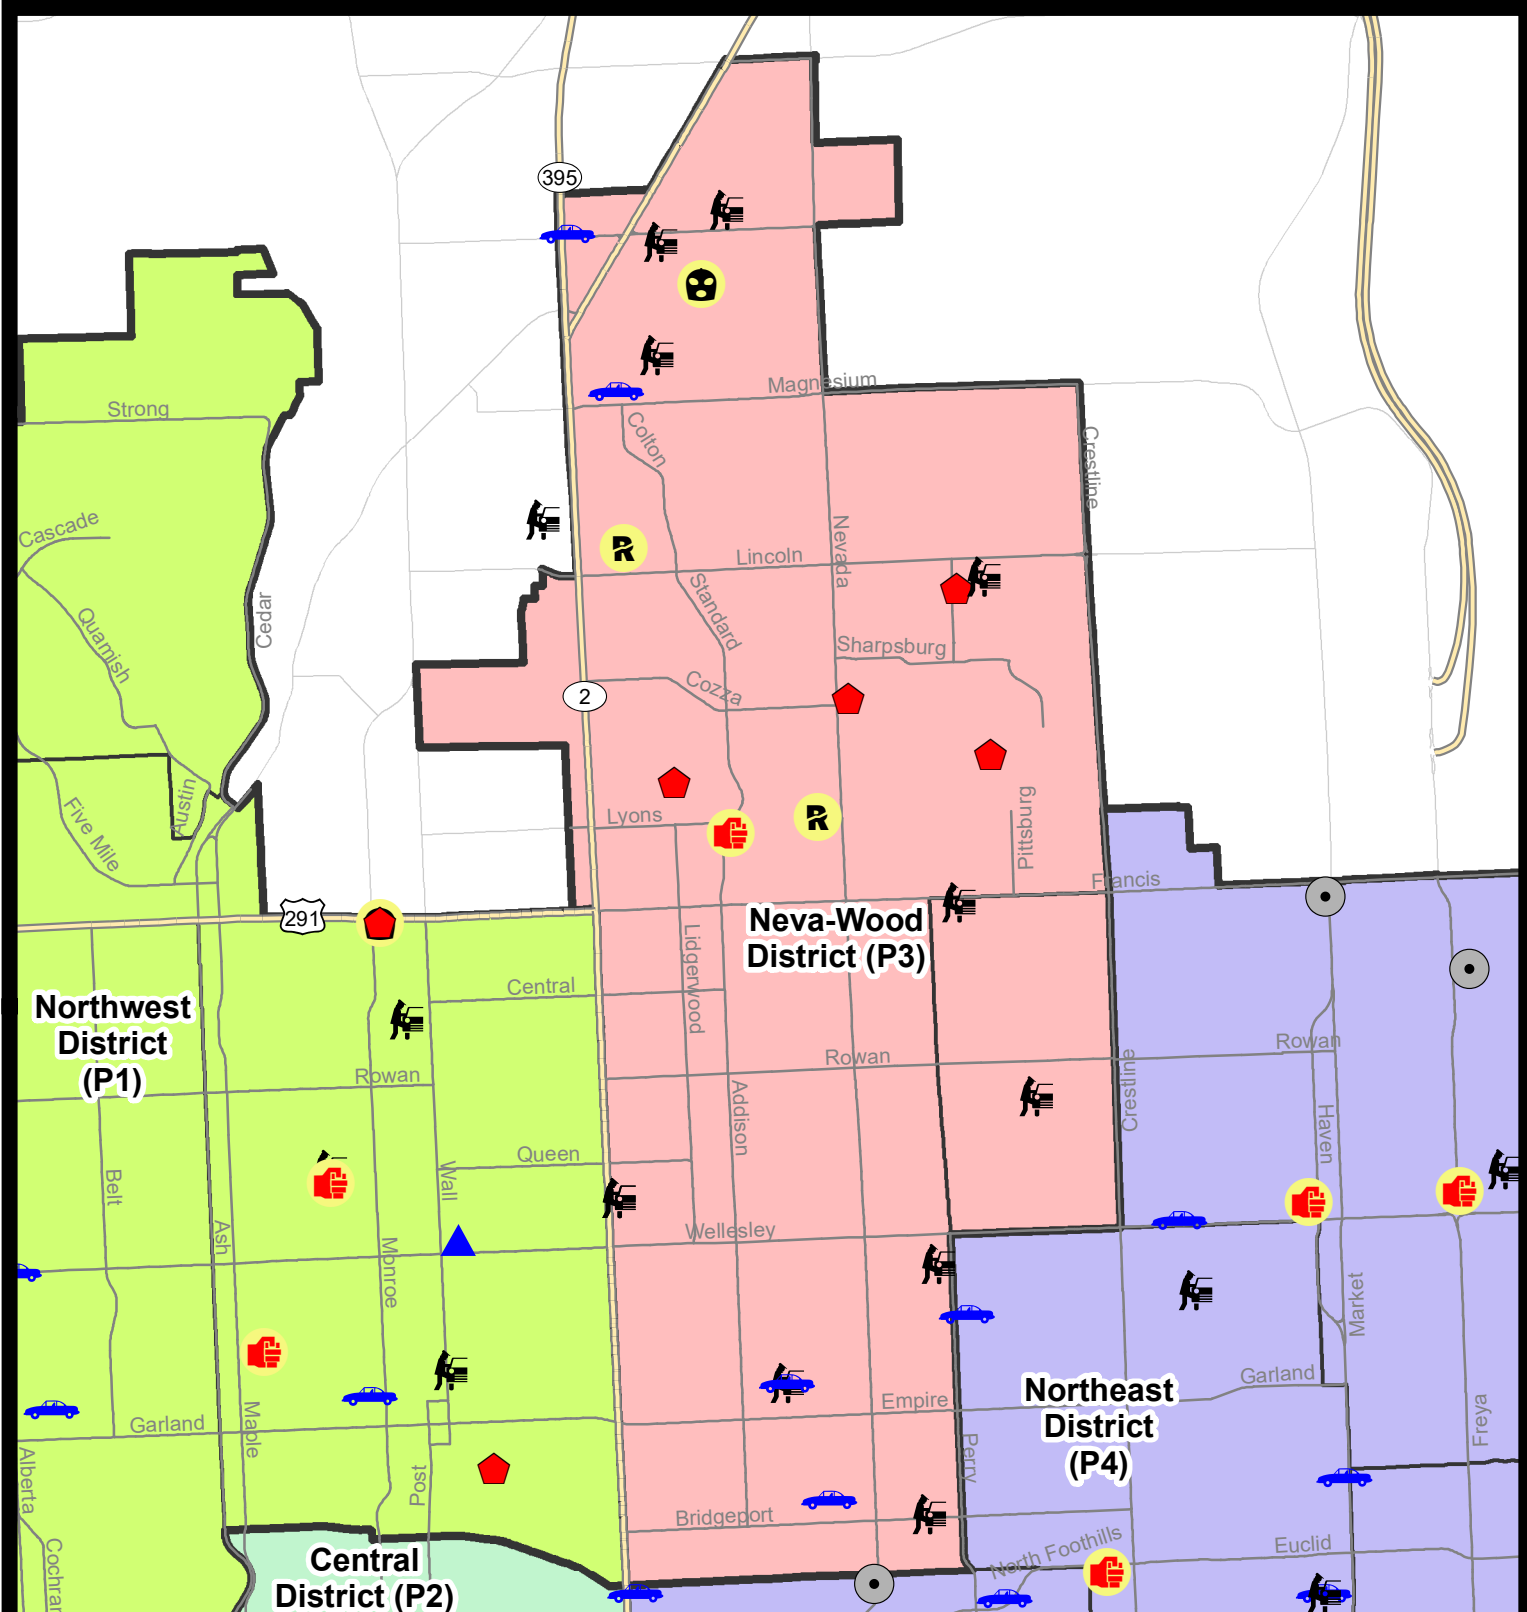 395
Magnesium
Strong
Colton
Crestline
Cascade
Nevada
Lincoln
Standard
Cedar
Quamish
Sharpsburg
Cozza
2
Austin
Five Mile
Lyons
Pittsburg
Francis
291
Neva-Wood
District (P3)
Lidgerwood
Central
Northwest
District
(P1)
Rowan
Rowan
Rowan
Addison
Crestline
Haven
Queen
Belt
Wall
Ash
Wellesley
Monroe
Market
Garland
Northeast
District
(P4)
Empire
Garland
Maple
Freya
Alberta
Post
Perry
Bridgeport
Cochran
North Foothills
Euclid
Central
District (P2)
R
R